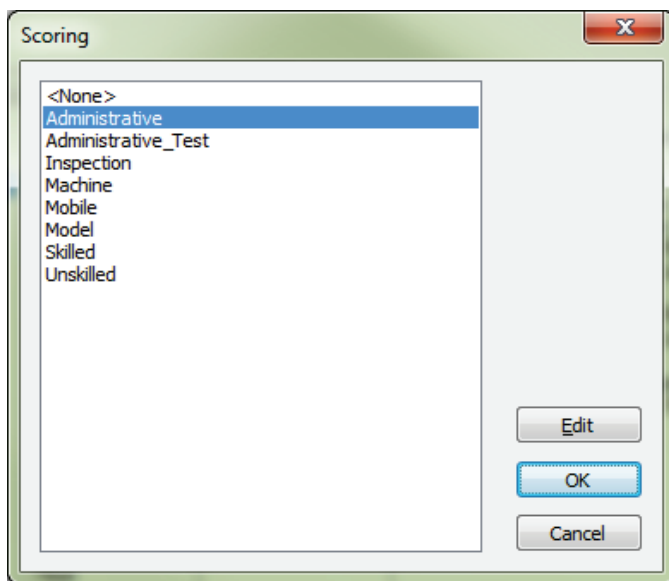 Scoring
<None>
Administrative
Administrative_Test
Inspection
Machine
Mobile
Model
Skilled
Unskilled
Edit
OK
Cancel